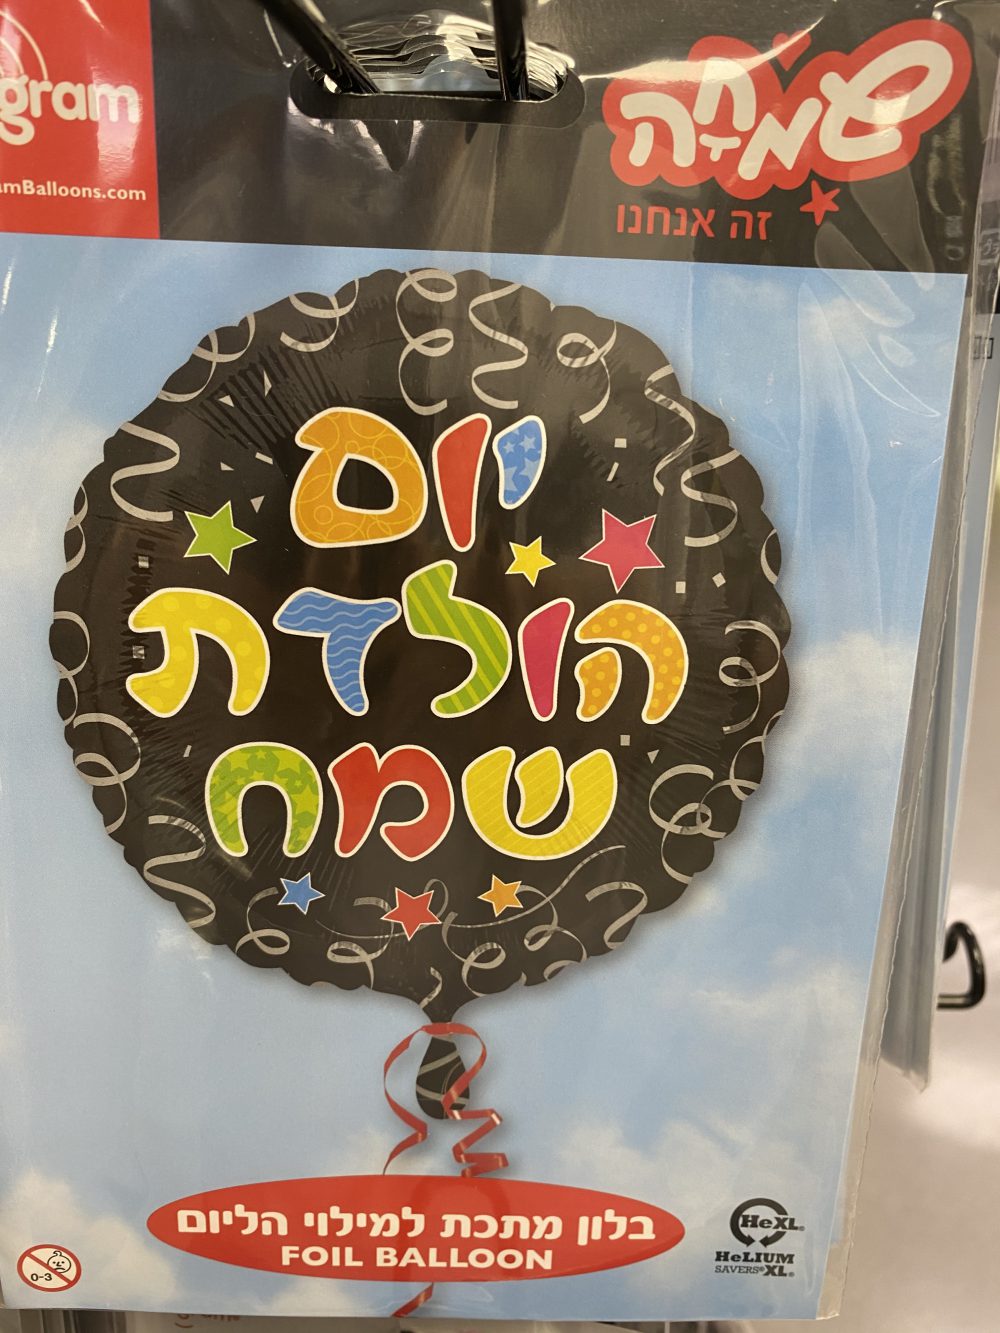 gram
amBalloons.com
שמחה
זה אנחנו
יום
הולדת
שמח
בלון מתכת למילוי הליום
FOIL BALLOON
0-3
HeXL
HeLIUM
SAVERS XL